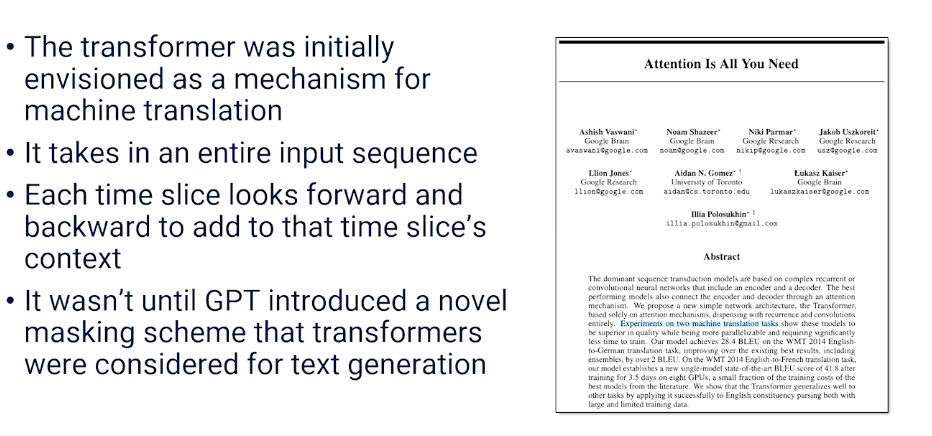 • The transformer was initially
envisioned as a mechanism for
machine translation
• It takes in an entire input sequence
• Each time slice looks forward and
backward to add to that time slice's
context
• It wasn't until GPT introduced a novel
masking scheme that transformers
were considered for text generation
Attention Is All You Need
Ashish Vaswani* Noam Shazeer* Niki Parmar* Jakob Uszkoreit*
Google Brain Google Brain Google Research Google Research
avaswani@google.com noam@google.com nikip@google.com usz@google.com
Llion Jones* Aidan N. Gomez* † Łukasz Kaiser*
Google Research University of Toronto Google Brain
llion@google.com aidan@cs.toronto.edu lukaszkaiser@google.com
Illia Polosukhin* ‡
illia.polosukhin@gmail.com
Abstract
The dominant sequence transduction models are based on complex recurrent or
convolutional neural networks that include an encoder and a decoder. The best
performing models also connect the encoder and decoder through an attention
mechanism. We propose a new simple network architecture, the Transformer,
based solely on attention mechanisms, dispensing with recurrence and convolutions
entirely. Experiments on two machine translation tasks show these models to
be superior in quality while being more parallelizable and requiring significantly
less time to train. Our model achieves 28.4 BLEU on the WMT 2014 English-
to-German translation task, improving over the existing best results, including
ensembles, by over 2 BLEU. On the WMT 2014 English-to-French translation task,
our model establishes a new single-model state-of-the-art BLEU score of 41.8 after
training for 3.5 days on eight GPUs, a small fraction of the training costs of the
best models from the literature. We show that the Transformer generalizes well to
other tasks by applying it successfully to English constituency parsing both with
large and limited training data.